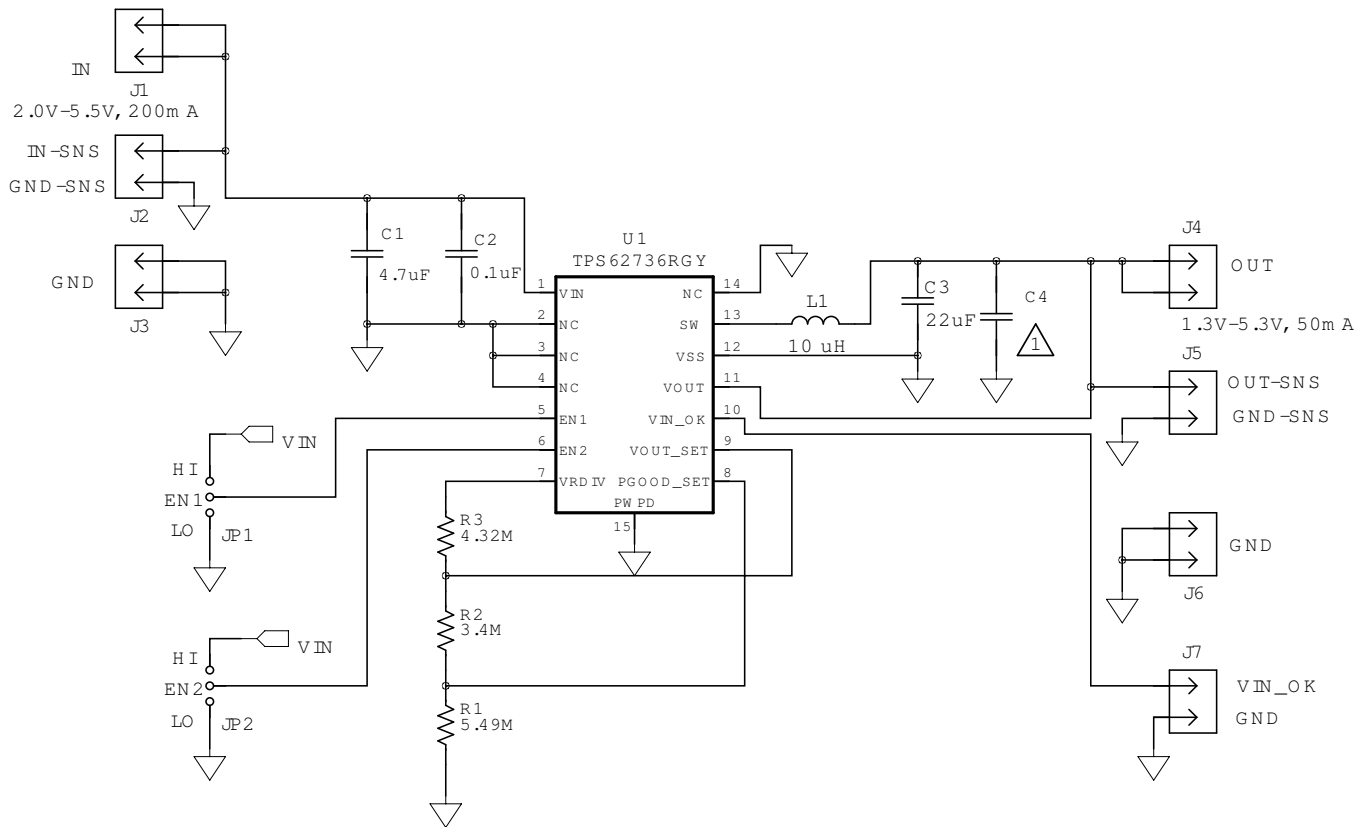 IN
J1
2.0V-5.5V, 200mA
IN-SNS
GND-SNS
J2
GND
J3
C1
4.7uF
C2
0.1uF
U1
TPS62736RGY
1 VIN
2 NC
3 NC
4 NC
5 EN1
6 EN2
7 VRDIV
NC 14
SW 13
VSS 12
VOUT 11
VIN_OK 10
VOUT_SET 9
PGOOD_SET 8
PWPD
15
L1
10 uH
C3
22uF
C4
1
J4
OUT
1.3V-5.3V, 50mA
J5
OUT-SNS
GND-SNS
VIN
HI
EN1
LO
JP1
R3
4.32M
R2
3.4M
R1
5.49M
VIN
HI
EN2
LO
JP2
GND
J6
J7
VIN_OK
GND